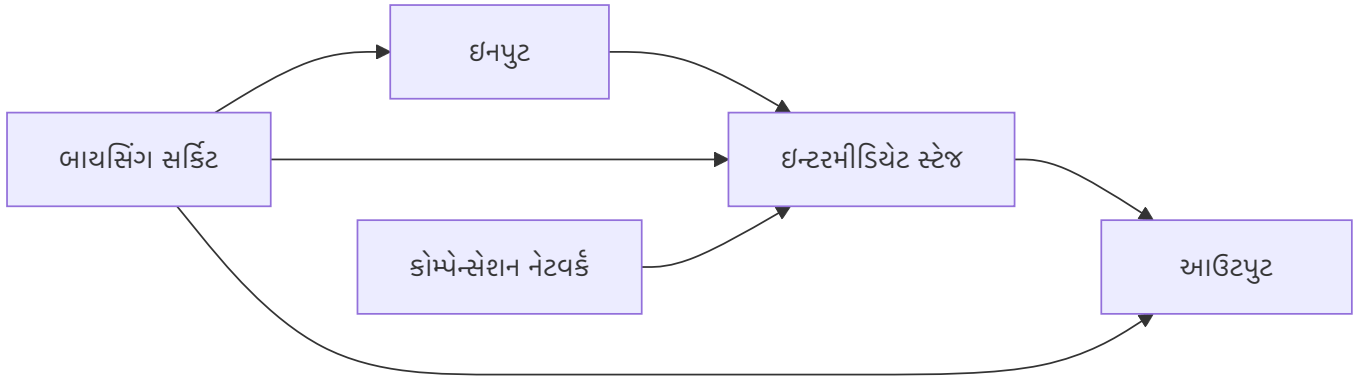 ઇનપુટ
બાયસિંગ સર્કિટ
ઇન્ટરમીડિયેટ સ્ટેજ
કોમ્પેન્સેશન નેટવર્ક
આઉટપુટ